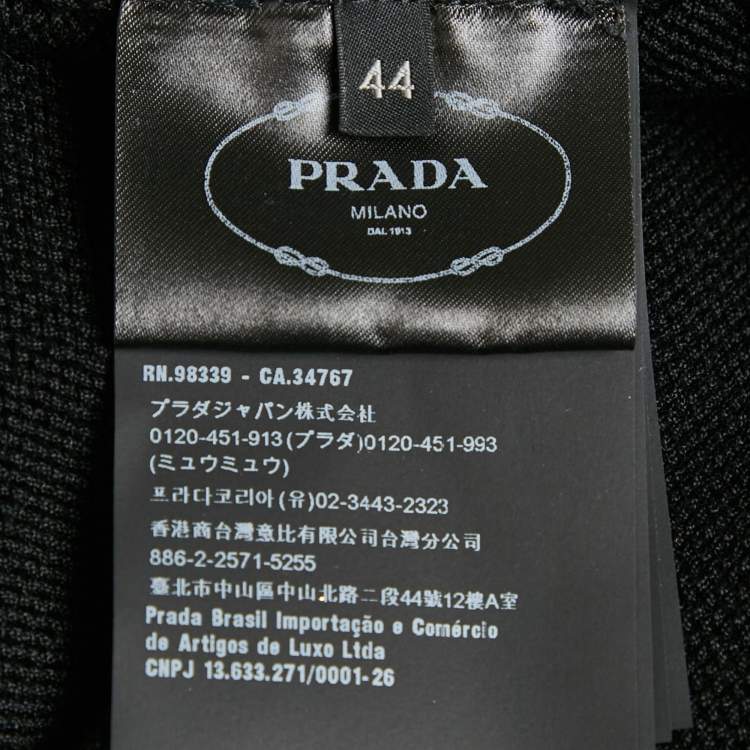 44
PRADA
MILANO
DAL 1913
RN.98339 - CA.34767
プラダジャパン株式会社
0120-451-913(プラダ)0120-451-993
(ミュウミュウ)
프라다코리아(유)02-3443-2323
香港商台灣意比有限公司台灣分公司
886-2-2571-5255
臺北市中山區中山北路二段44號12樓A室
Prada Brasil Importação e Comércio
de Artigos de Luxo Ltda
CNPJ 13.633.271/0001-26